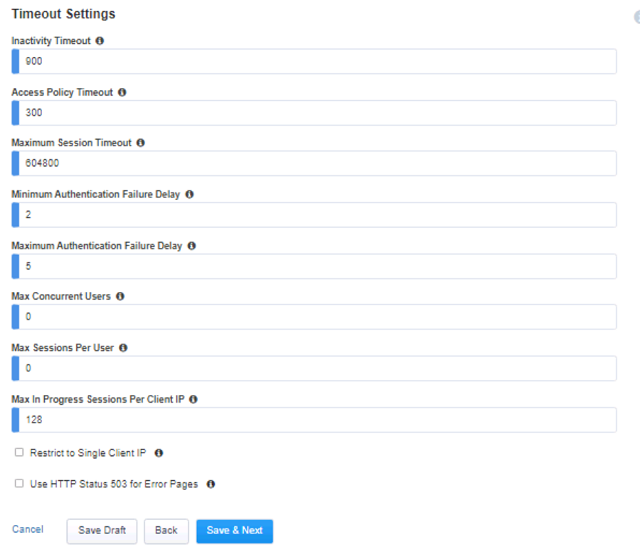 Timeout Settings
Inactivity Timeout
900
Access Policy Timeout
300
Maximum Session Timeout
604800
Minimum Authentication Failure Delay
2
Maximum Authentication Failure Delay
5
Max Concurrent Users
0
Max Sessions Per User
0
Max In Progress Sessions Per Client IP
128
Restrict to Single Client IP
Use HTTP Status 503 for Error Pages
Cancel Save Draft Back Save & Next